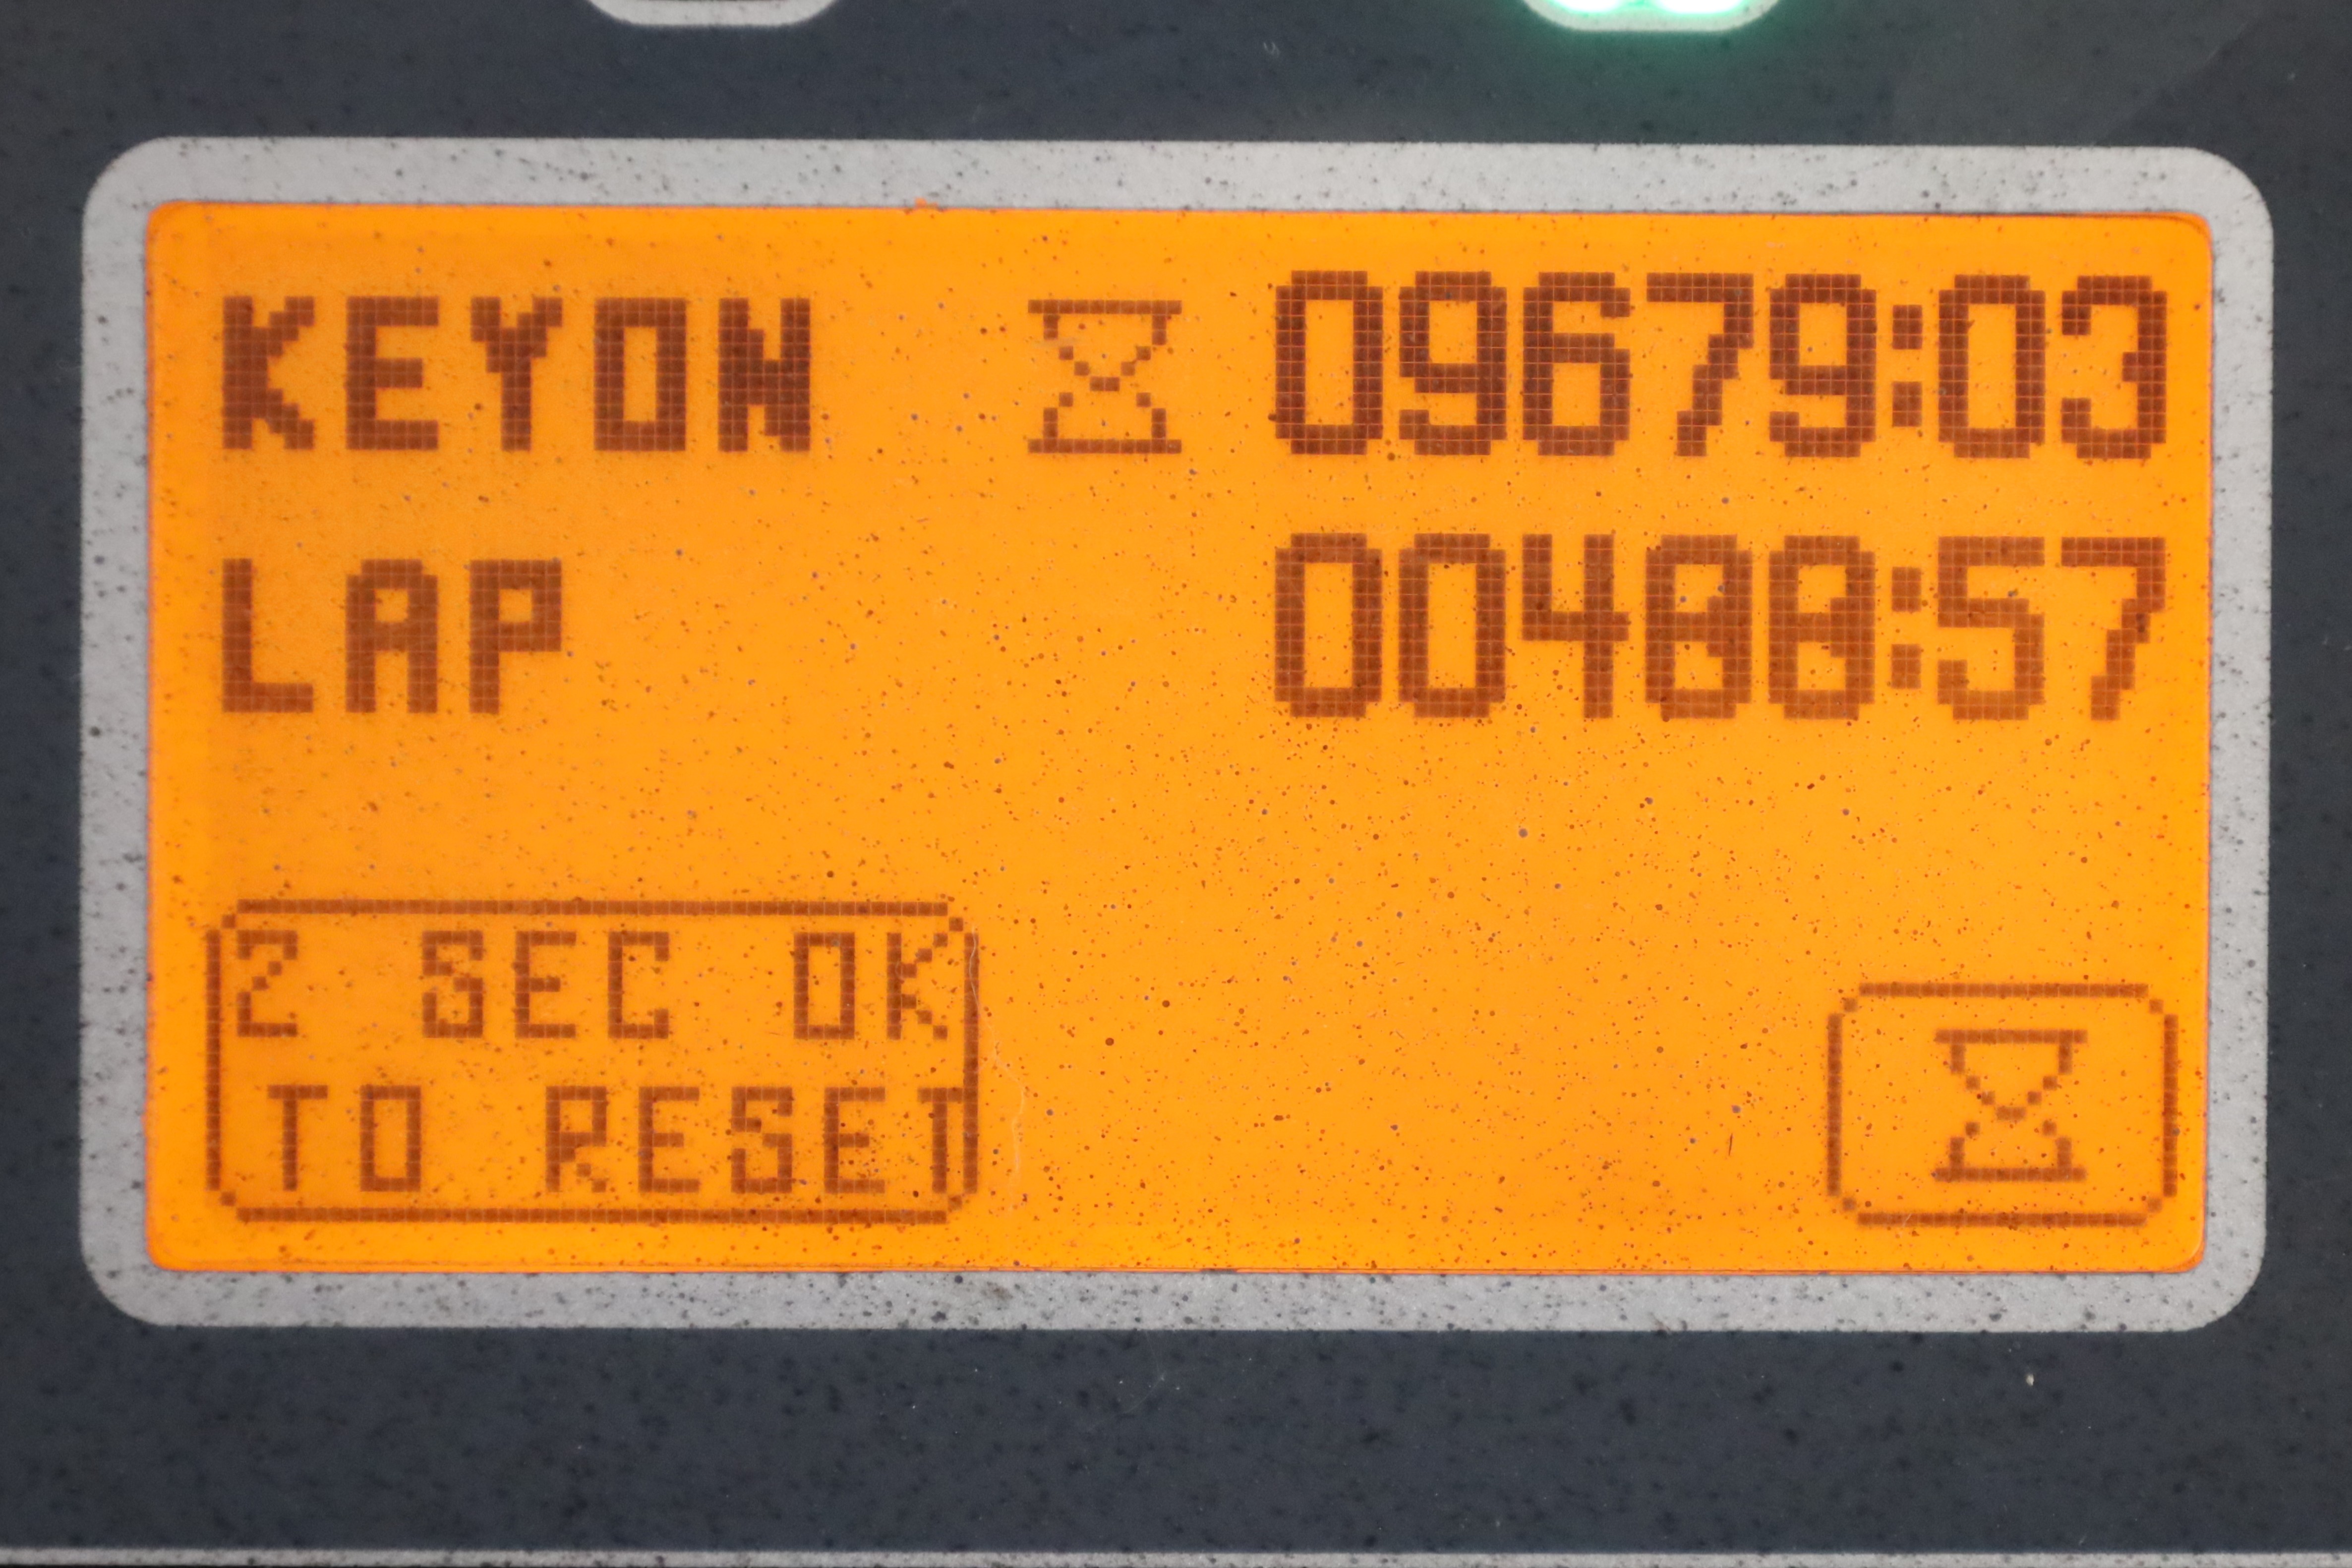 KEYON 09679:03
LAP 00488:57
2 SEC OK
TO RESET